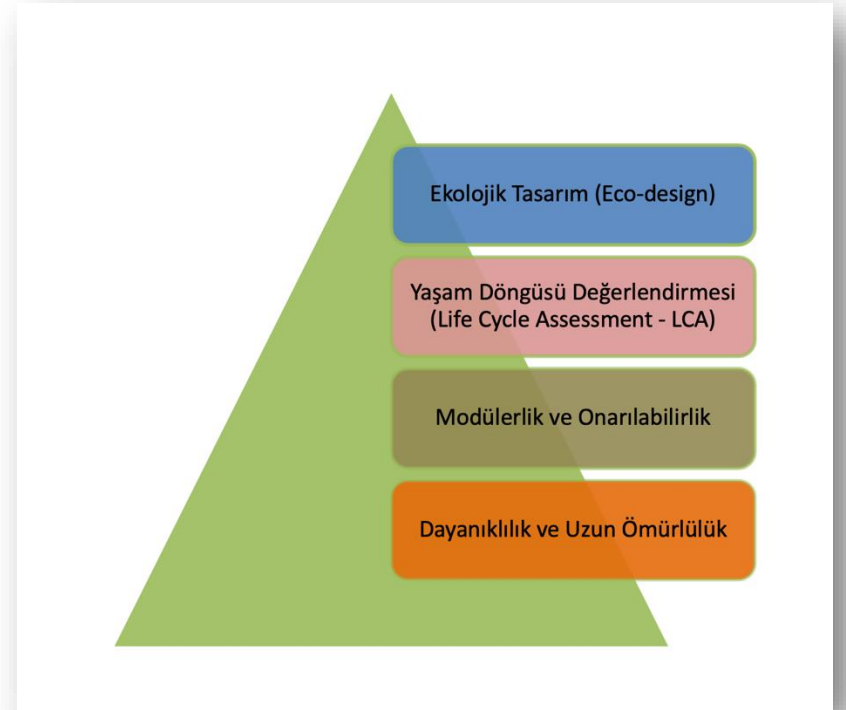 Ekolojik Tasarım (Eco-design)
Yaşam Döngüsü Değerlendirmesi
(Life Cycle Assessment - LCA)
Modülerlik ve Onarılabilirlik
Dayanıklılık ve Uzun Ömürlülük